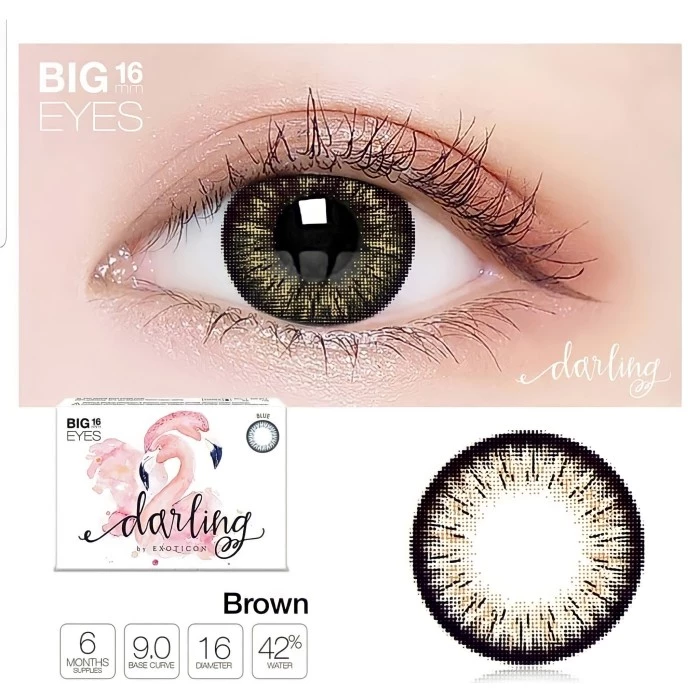 BIG 16 mm
EYES
darling
BIG 16
EYES
BLUE
darling
by EXOTICON
Brown
6
MONTHS
SUPPLIES
9.0
BASE CURVE
16
DIAMETER
42%
WATER